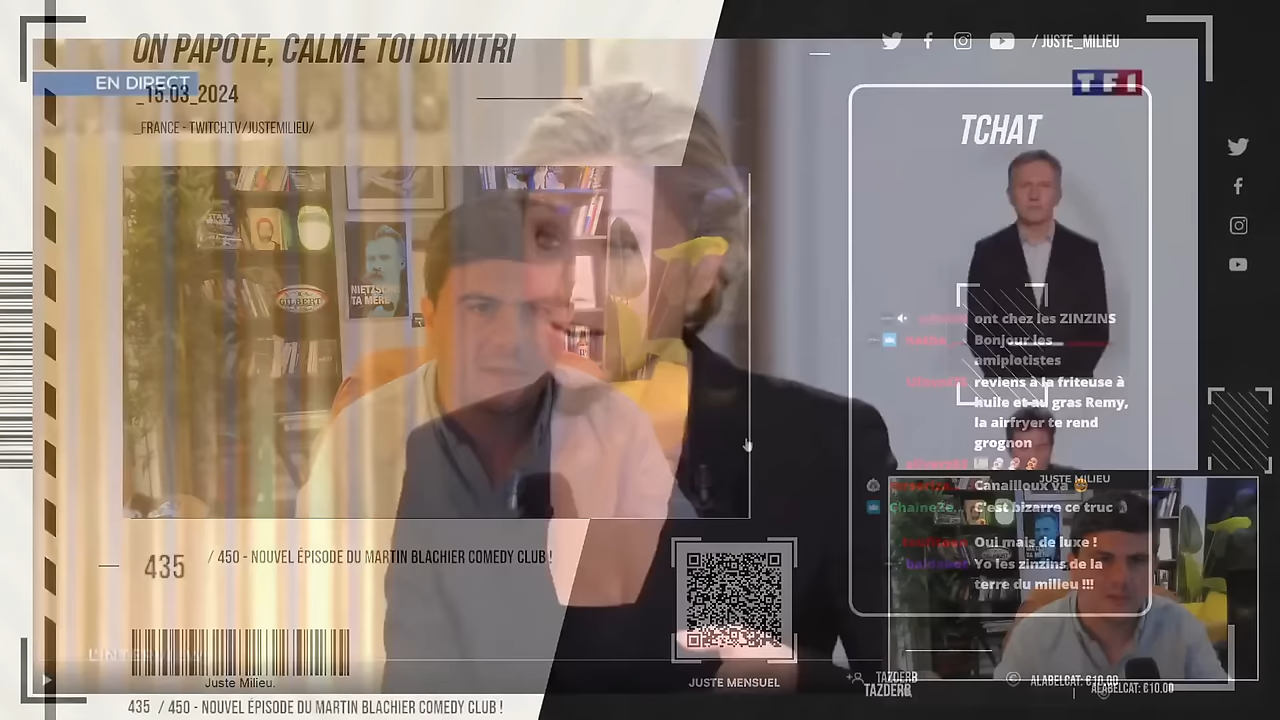 ON PAPOTE, CALME TOI DIMITRI
EN DIRECT
_15.03_2024
_FRANCE - TWITCH.TV/JUSTEMILIEU/
/ JUSTE_MILIEU
TF1
TCHAT
STAR WARS
GILBERT
NIETZSCHE
TA MÈRE
ont chez les ZINZINS
Bonjour les
amiplotistes
reviens à la friteuse à
huile et au gras Remy,
la airfryer te rend
grognon
JUSTE MILIEU
Canailloux va
ChaineZe...
C'est bizarre ce truc
Oui mais de luxe !
Yo les zinzins de la
terre du milieu !!!
435
/ 450 - NOUVEL ÉPISODE DU MARTIN BLACHIER COMEDY CLUB !
Juste Milieu.
JUSTE MENSUEL
TAZDERB
TAZDERB
ALABELCAT: €10.00
ALABELCAT: €10.00
435 / 450 - NOUVEL ÉPISODE DU MARTIN BLACHIER COMEDY CLUB !